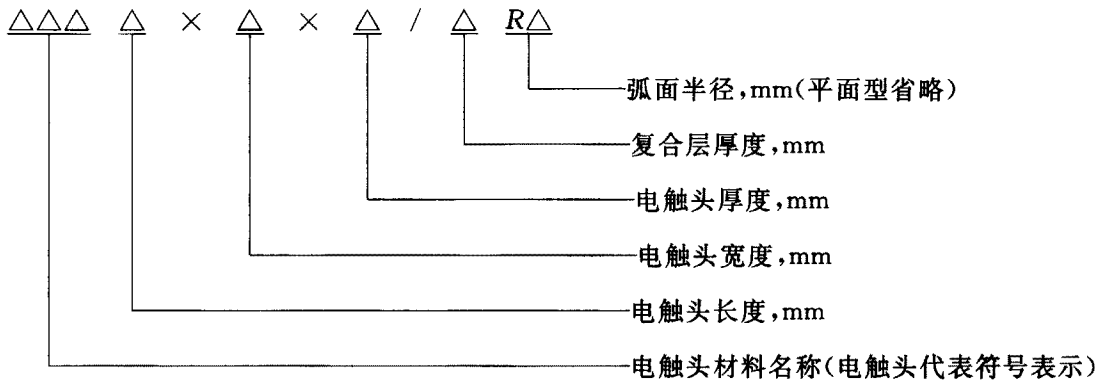 △△△ △ × △ × △ / △ R△
弧面半径,mm(平面型省略)
复合层厚度,mm
电触头厚度,mm
电触头宽度,mm
电触头长度,mm
电触头材料名称(电触头代表符号表示)